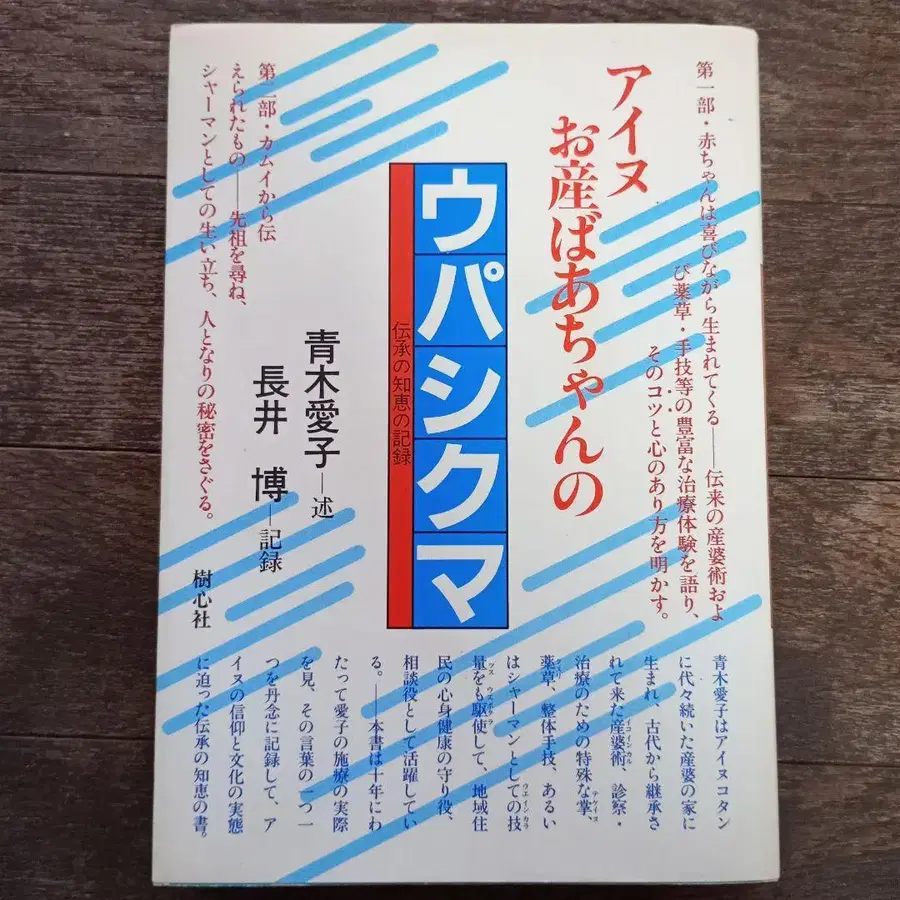 第一部・赤ちゃんは喜びながら生まれてくる――伝来の産婆術およ
び薬草・手技等の豊富な治療体験を語り、
そのコツと心のあり方を明かす。
アイヌ
お産ばあちゃんの
ウパシクマ
伝承の知恵の記録
青木愛子―述
長井 博―記録
第二部・カムイから伝
えられたもの――先祖を尋ね、
シャーマンとしての生い立ち、人となりの秘密をさぐる。
樹心社
青木愛子はアイヌコタン
に代々続いた産婆の家に
生まれ、古代から継承さ
れて来た産婆術、診察・
治療のための特殊な掌、
薬草、整体手技、あるい
はシャーマンとしての技
量をも駆使して、地域住
民の心身健康の守り役、
相談役として活躍してい
る。――本書は十年にわ
たって愛子の施療の実際
を見、その言葉の一つ一
つを丹念に記録して、ア
イヌの信仰と文化の実態
に迫った伝承の知恵の書。